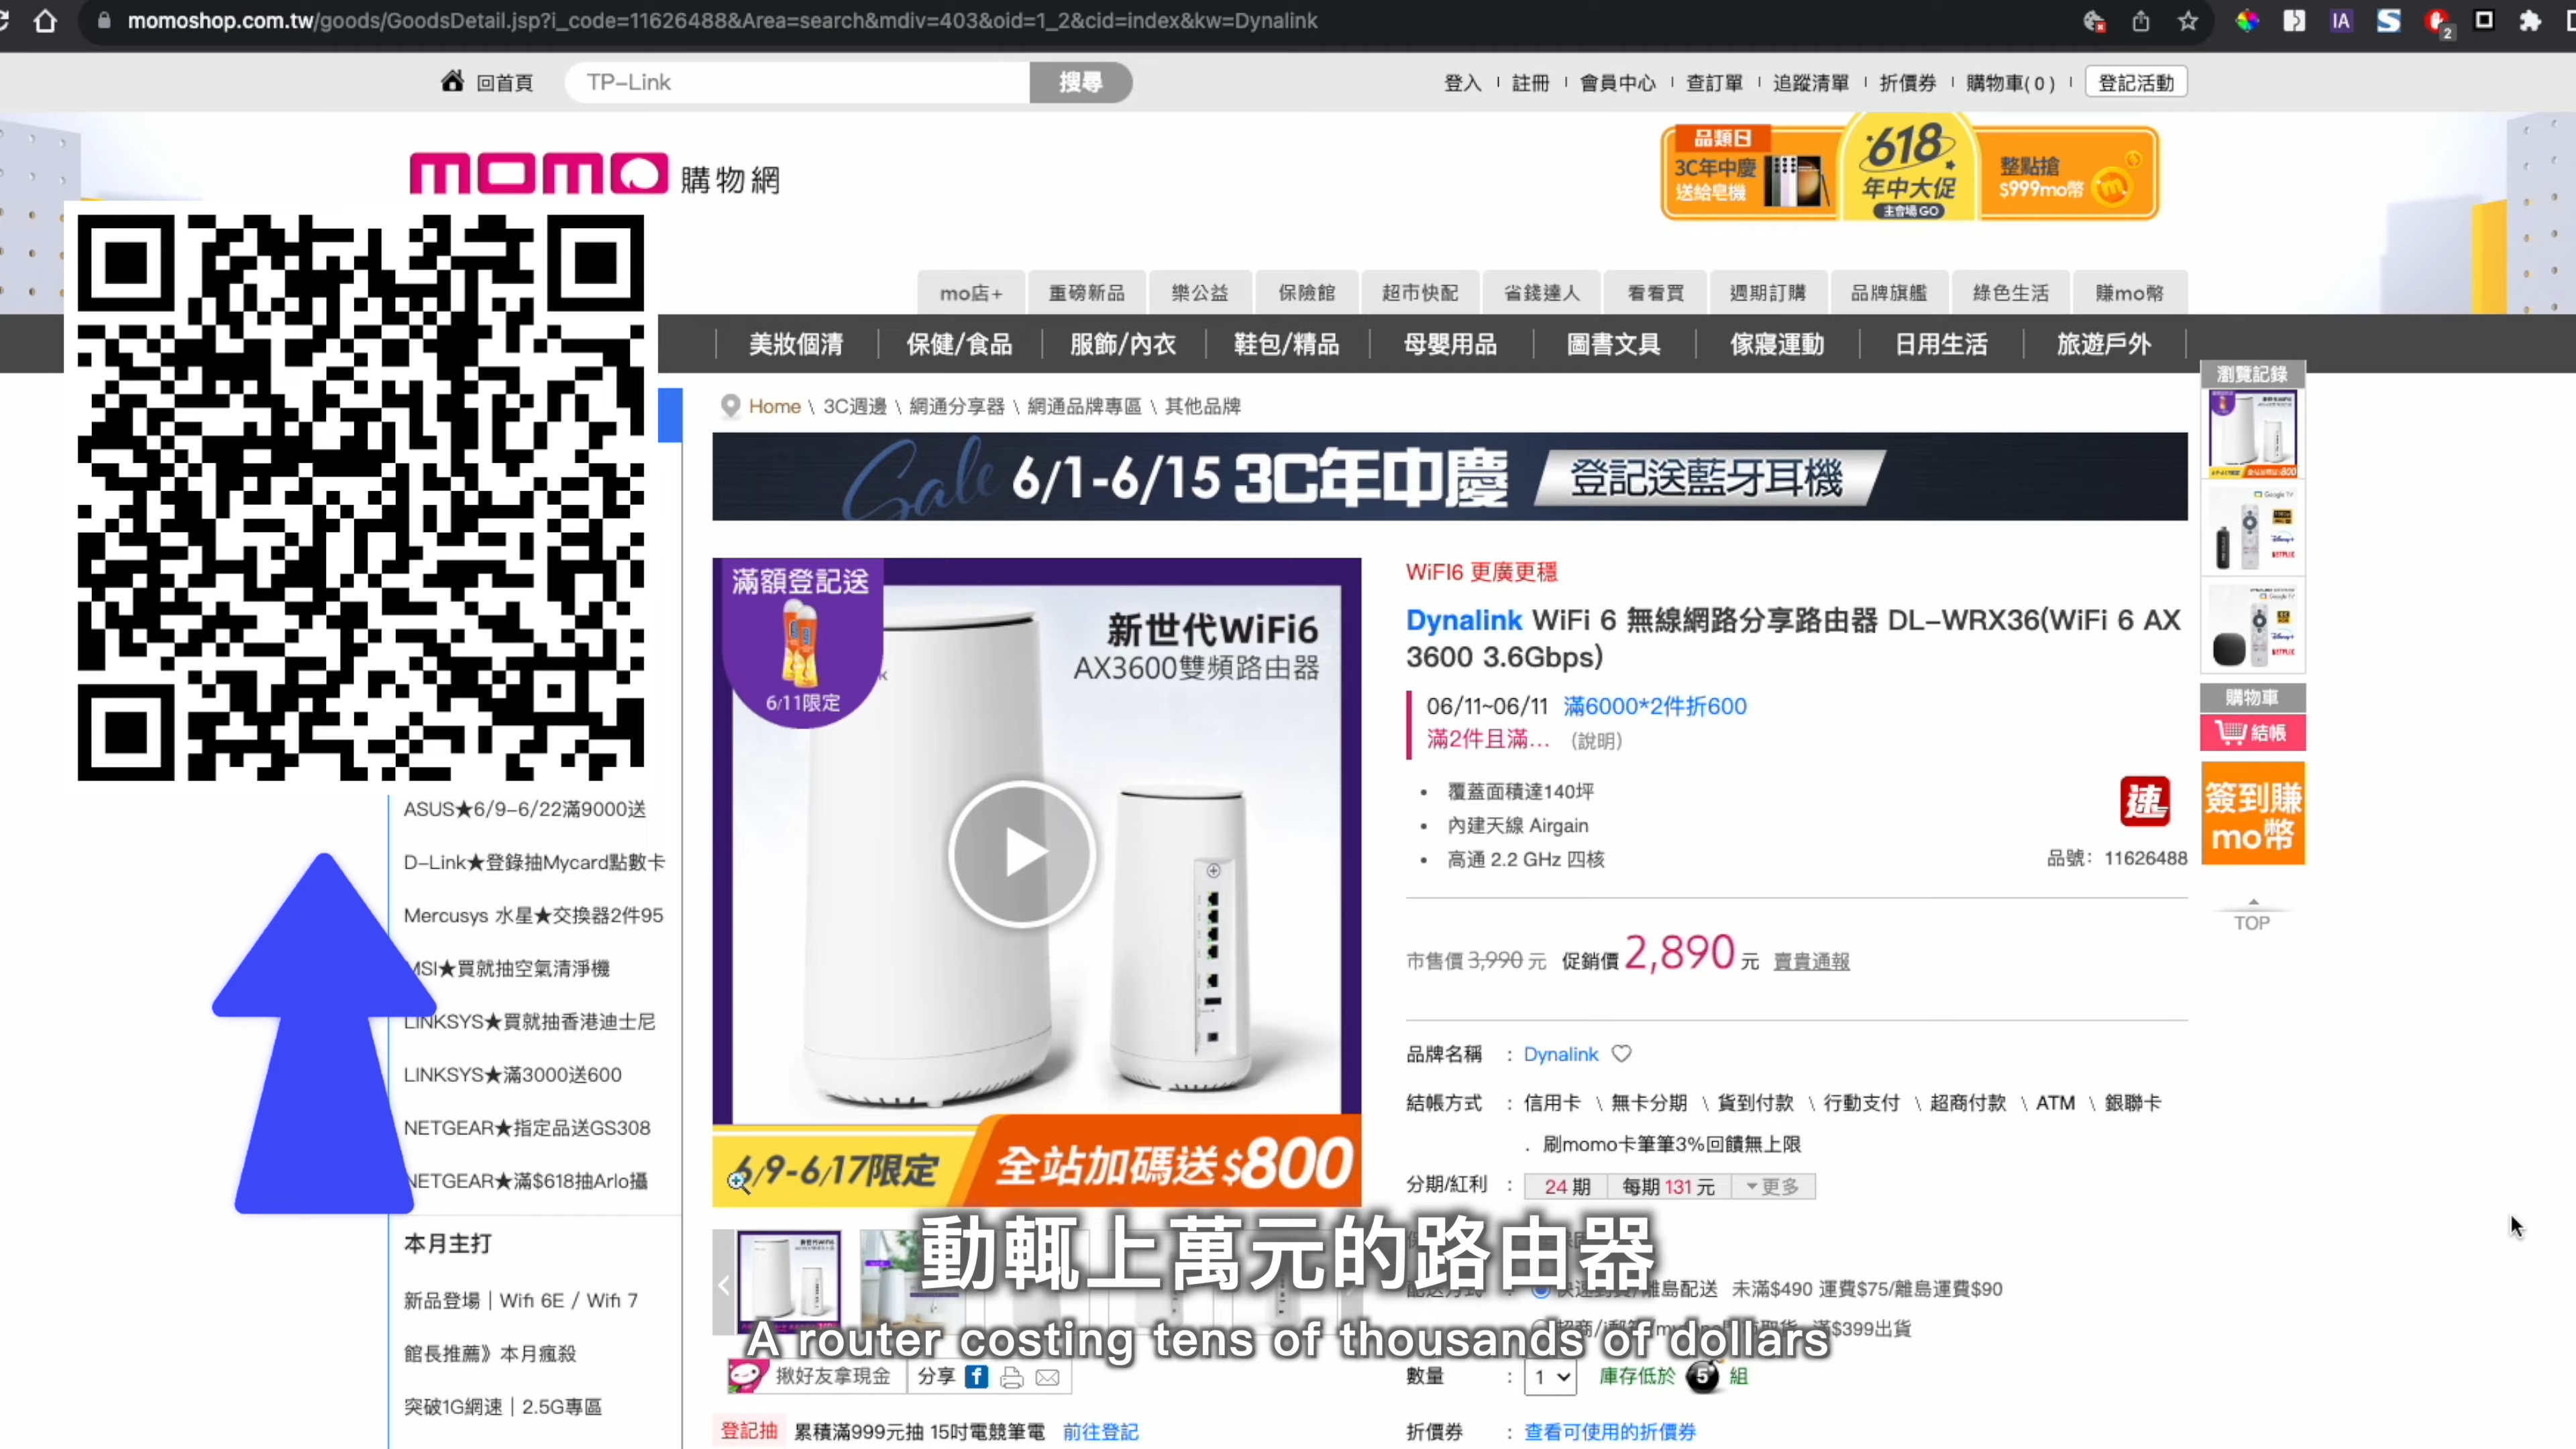 momoshop.com.tw/goods/GoodsDetail.jsp?i_code=11626488&Area=search&mdiv=403&oid=1_2&cid=index&kw=Dynalink
IA
2
回首頁
TP-Link
搜尋
登入
註冊
會員中心
查訂單
追蹤清單
折價券
購物車(0)
登記活動
momo購物網
品類日
3C年中慶
送給皂機
618
年中大促
主會場GO
整點搶
$999mo幣
mo店+
重磅新品
樂公益
保險館
超市快配
省錢達人
看看買
週期訂購
品牌旗艦
綠色生活
賺mo幣
美妝個清
保健/食品
服飾/內衣
鞋包/精品
母嬰用品
圖書文具
傢寢運動
日用生活
旅遊戶外
Home \ 3C週邊 \ 網通分享器 \ 網通品牌專區 \ 其他品牌
Sale 6/1-6/15 3C年中慶 登記送藍牙耳機
瀏覽記錄
購物車
結帳
簽到賺
mo幣
TOP
滿額登記送
6/11限定
新世代WiFi6
AX3600雙頻路由器
6/9-6/17限定
全站加碼送$800
WiFi6 更廣更穩
Dynalink WiFi 6 無線網路分享路由器 DL-WRX36(WiFi 6 AX
3600 3.6Gbps)
06/11~06/11 滿6000*2件折600
滿2件且滿... (說明)
• 覆蓋面積達140坪
• 內建天線 Airgain
• 高通 2.2 GHz 四核
速
品號: 11626488
市售價 3,990 元 促銷價 2,890 元 賣貴通報
品牌名稱 : Dynalink
結帳方式 : 信用卡 \ 無卡分期 \ 貨到付款 \ 行動支付 \ 超商付款 \ ATM \ 銀聯卡
. 刷momo卡筆筆3%回饋無上限
分期/紅利 : 24 期 每期 131 元 更多
未滿$490 運費$75/離島運費$90
滿$399出貨
數量 : 1 庫存低於 5 組
折價券 : 查看可使用的折價券
ASUS★6/9-6/22滿9000送
D-Link★登錄抽Mycard點數卡
Mercusys 水星★交換器2件95
MSI★買就抽空氣清淨機
LINKSYS★買就抽香港迪士尼
LINKSYS★滿3000送600
NETGEAR★指定品送GS308
NETGEAR★滿$618抽Arlo攝
本月主打
新品登場｜Wifi 6E / Wifi 7
館長推薦》本月瘋殺
突破1G網速｜2.5G專區
揪好友拿現金
分享
登記抽 累積滿999元抽 15吋電競筆電 前往登記
動輒上萬元的路由器
A router costing tens of thousands of dollars